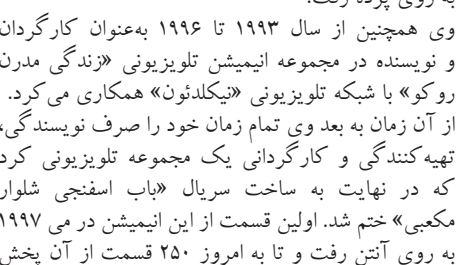 به روی پرده رفت.
وی همچنین از سال ۱۹۹۳ تا ۱۹۹۶ به‌عنوان کارگردان
و نویسنده در مجموعه انیمیشن تلویزیونی «زندگی مدرن
روکو» با شبکه تلویزیونی «نیکلدئون» همکاری می‌کرد.
از آن زمان به بعد وی تمام زمان خود را صرف نویسندگی،
تهیه‌کنندگی و کارگردانی یک مجموعه تلویزیونی کرد
که در نهایت به ساخت سریال «باب اسفنجی شلوار
مکعبی» ختم شد. اولین قسمت از این انیمیشن در می ۱۹۹۷
به روی آنتن رفت و تا به امروز ۲۵۰ قسمت از آن پخش